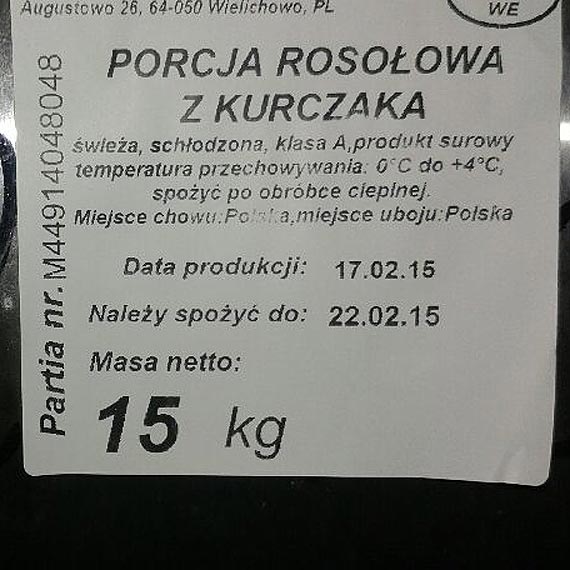 Augustowo 26, 64-050 Wielichowo, PL
WE
PORCJA ROSOŁOWA
Z KURCZAKA
świeża, schłodzona, klasa A,produkt surowy
temperatura przechowywania: 0°C do +4°C,
spożyć po obróbce cieplnej.
Miejsce chowu:Polska,miejsce uboju:Polska
Data produkcji: 17.02.15
Należy spożyć do: 22.02.15
Masa netto:
15 kg
Partia nr.M44914048048